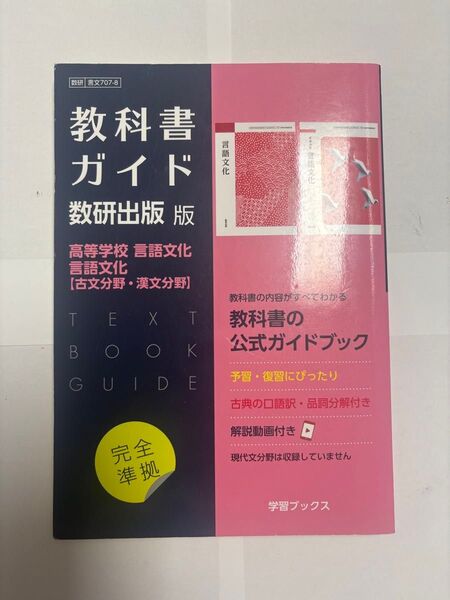 数研 言文707-8
教科書
ガイド
数研出版 版
高等学校 言語文化
言語文化
【古文分野・漢文分野】
TEXT
BOOK
GUIDE
完全
準拠
言語文化
言語文化
教科書の内容がすべてわかる
教科書の
公式ガイドブック
予習・復習にぴったり
古典の口語訳・品詞分解付き
解説動画付き
現代文分野は収録していません
学習ブックス